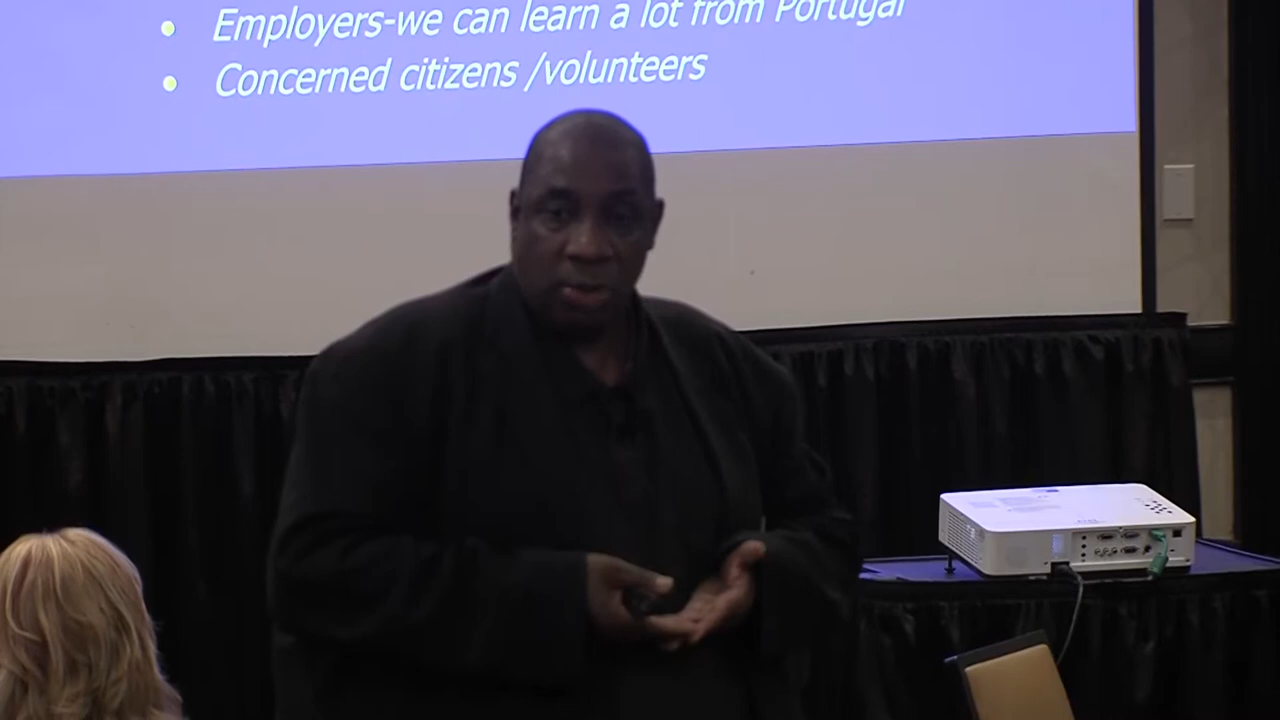 Employers-we can learn a lot from Portugal
Concerned citizens /volunteers